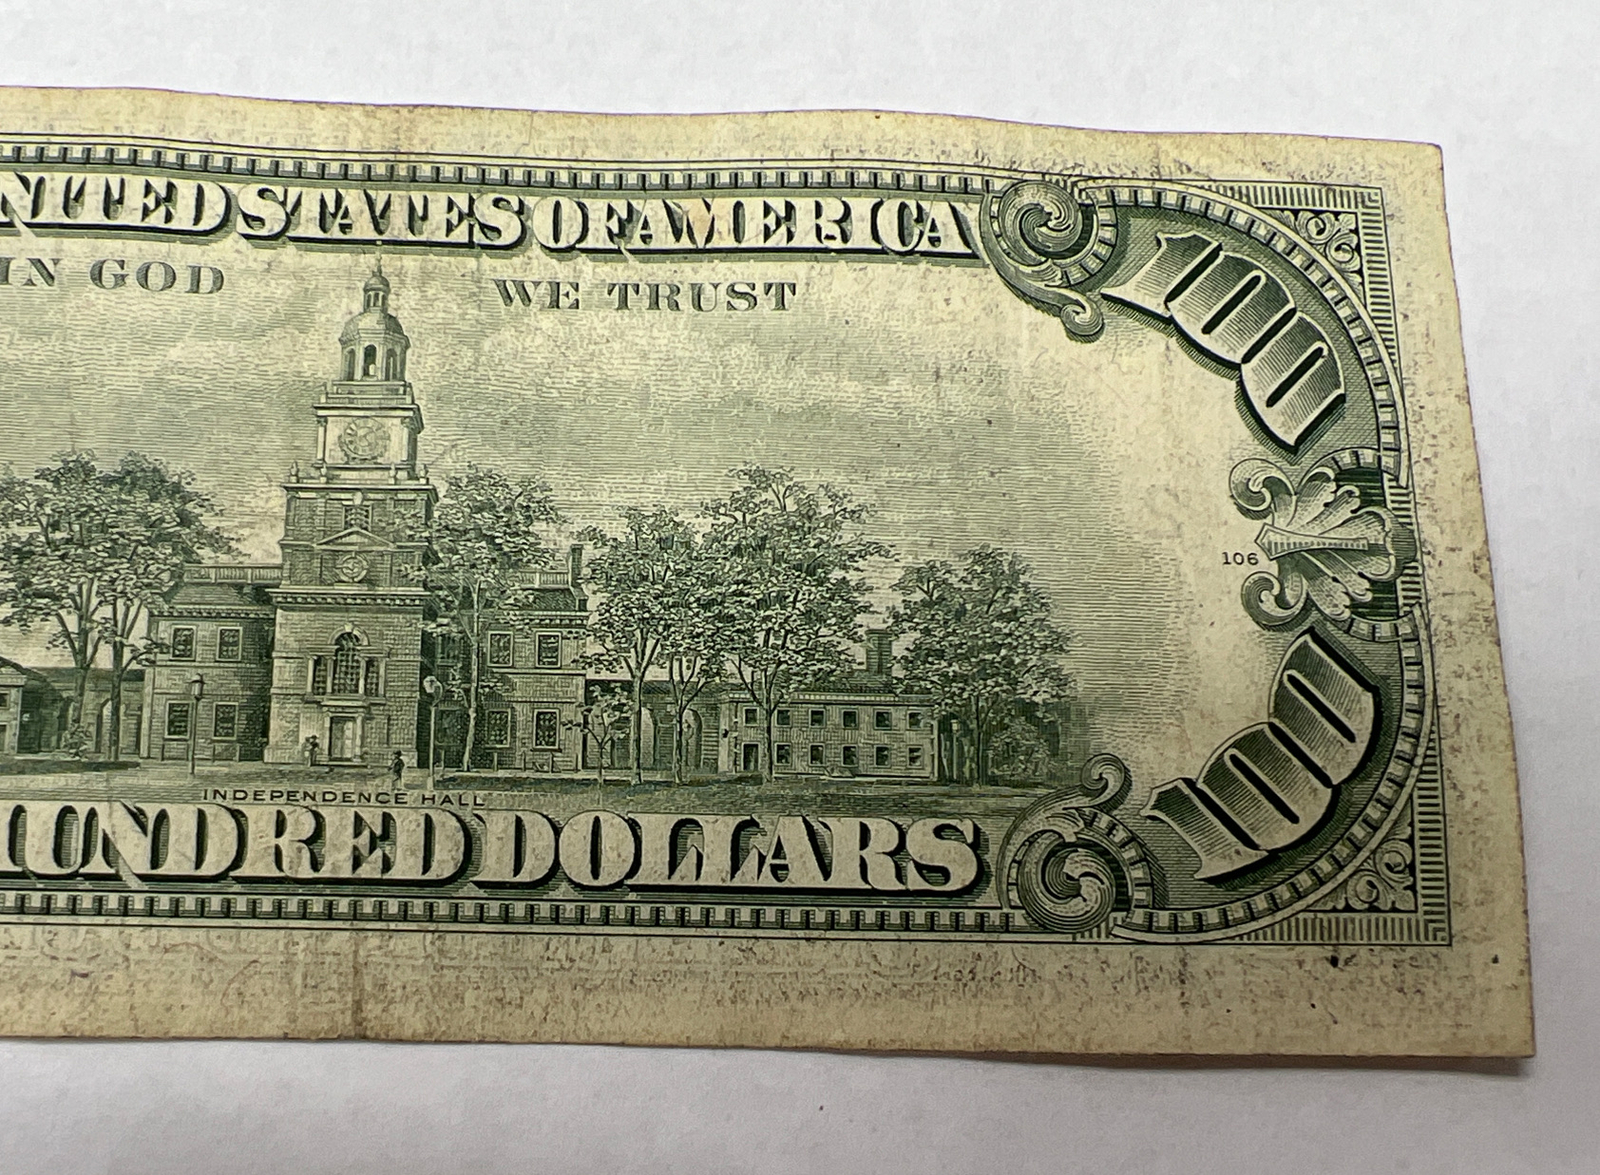 NITED STATES OF AMERICA
IN GOD WE TRUST
100
106
INDEPENDENCE HALL
UNDRED DOLLARS
100